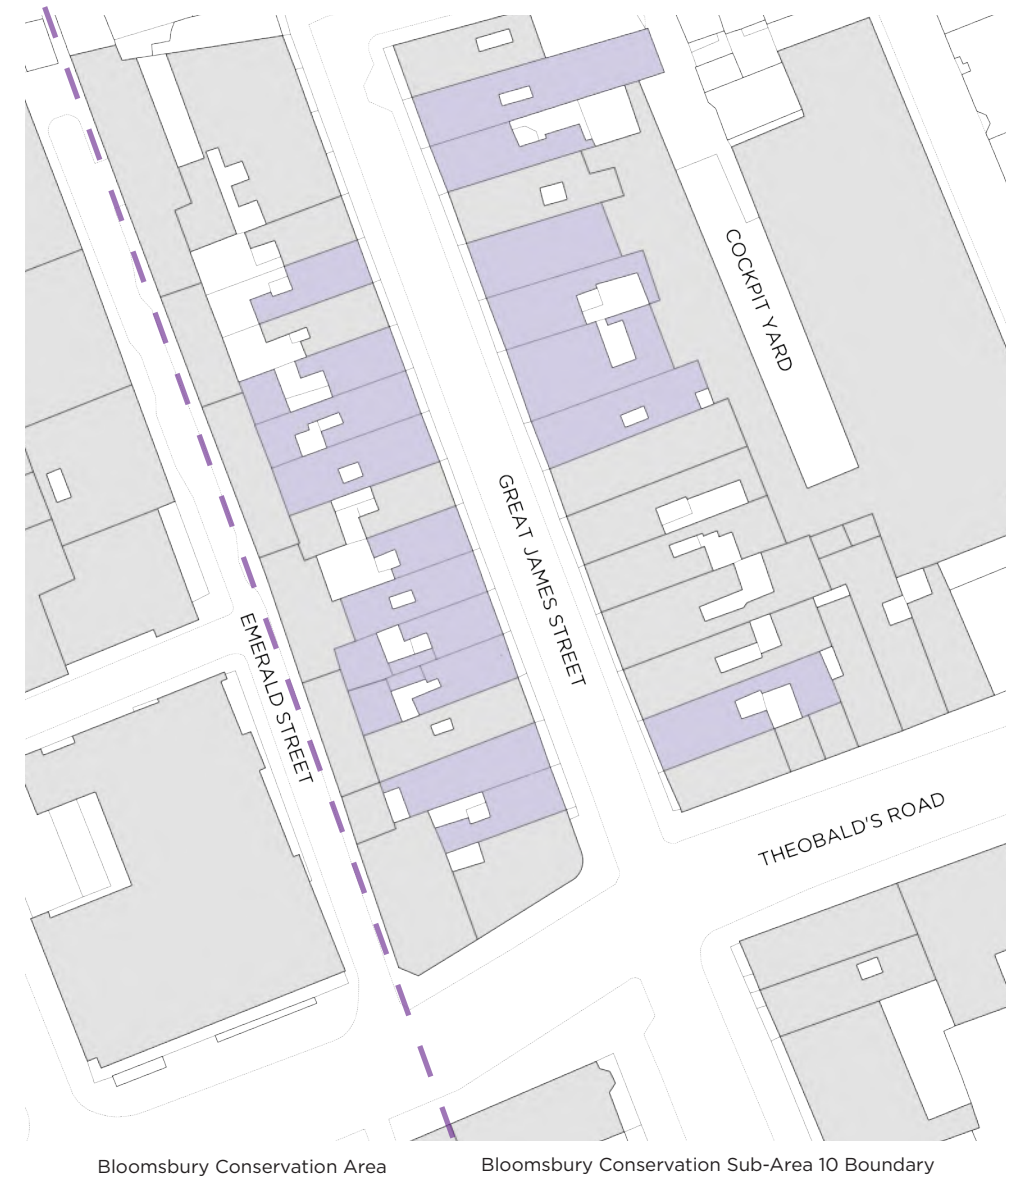 COCKPIT YARD
GREAT JAMES STREET
EMERALD STREET
THEOBALD'S ROAD
Bloomsbury Conservation Area
Bloomsbury Conservation Sub-Area 10 Boundary